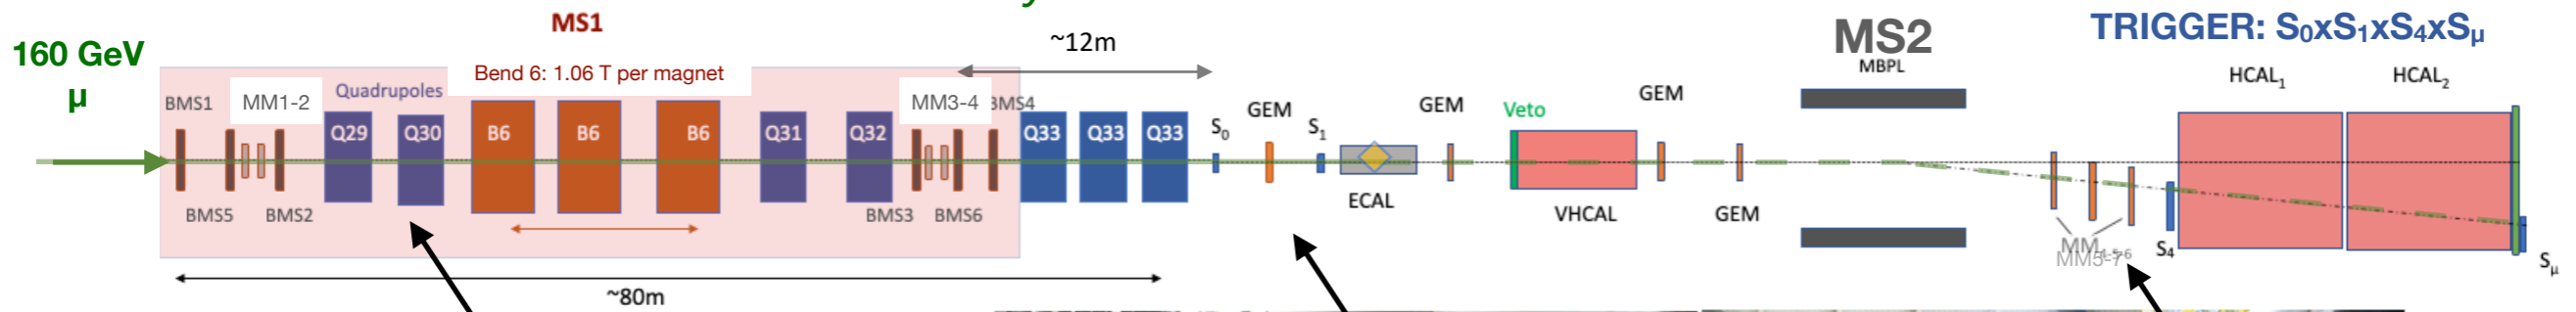 MS1
160 GeV
μ
Bend 6: 1.06 T per magnet
~12m
MS2
MBPL
TRIGGER: S₀xS₁xS₄xSμ
BMS1
MM1-2
Quadrupoles
MM3-4
BMS4
GEM
GEM
Veto
GEM
HCAL₁
HCAL₂
Q29
Q30
B6
B6
B6
Q31
Q32
Q33
Q33
Q33
S₀
S₁
BMS5
BMS2
BMS3
BMS6
ECAL
VHCAL
GEM
MM5-7
S₄
Sμ
~80m